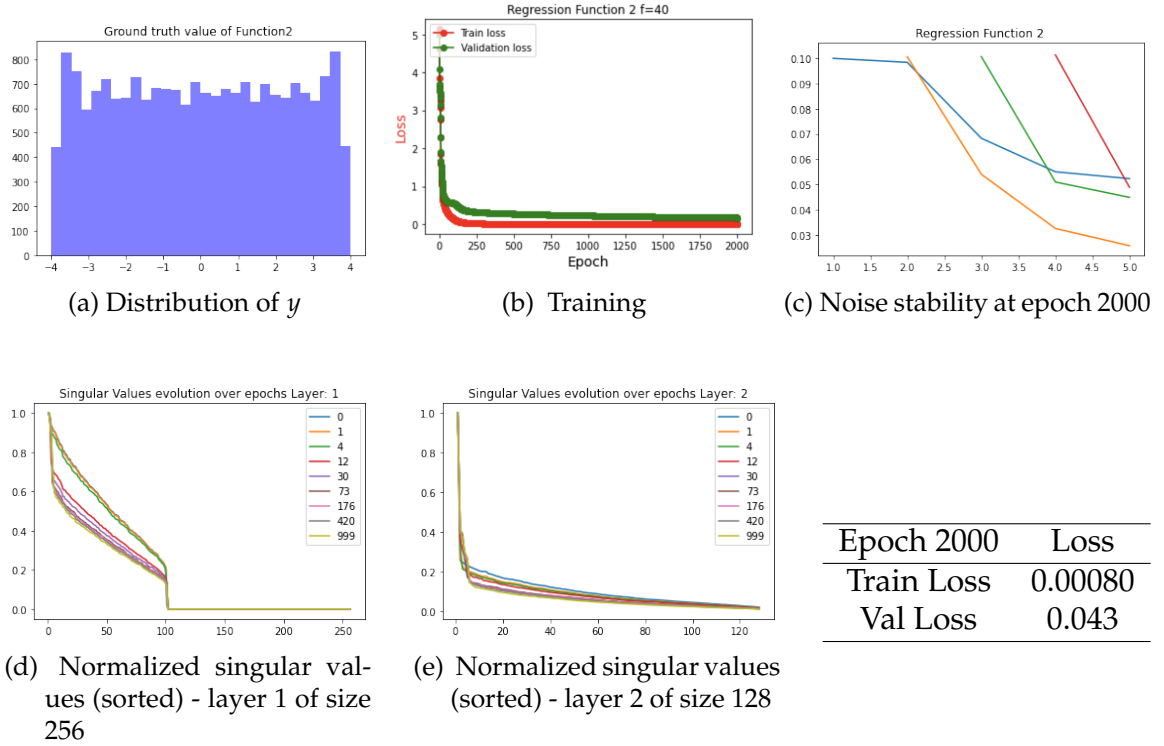 Ground truth value of Function2
800
700
600
500
400
300
200
100
0
−4 −3 −2 −1 0 1 2 3 4
(a) Distribution of y
Regression Function 2 f=40
Train loss
Validation loss
Loss
5
4
3
2
1
0
0 250 500 750 1000 1250 1500 1750 2000
Epoch
(b) Training
Regression Function 2
0.10
0.09
0.08
0.07
0.06
0.05
0.04
0.03
1.0 1.5 2.0 2.5 3.0 3.5 4.0 4.5 5.0
(c) Noise stability at epoch 2000
Singular Values evolution over epochs Layer: 1
1.0
0.8
0.6
0.4
0.2
0.0
0 50 100 150 200 250
0
1
4
12
30
73
176
420
999
(d) Normalized singular val-
ues (sorted) - layer 1 of size
256
Singular Values evolution over epochs Layer: 2
1.0
0.8
0.6
0.4
0.2
0.0
0 20 40 60 80 100 120
0
1
4
12
30
73
176
420
999
(e) Normalized singular values
(sorted) - layer 2 of size 128
Epoch 2000 Loss
Train Loss 0.00080
Val Loss 0.043